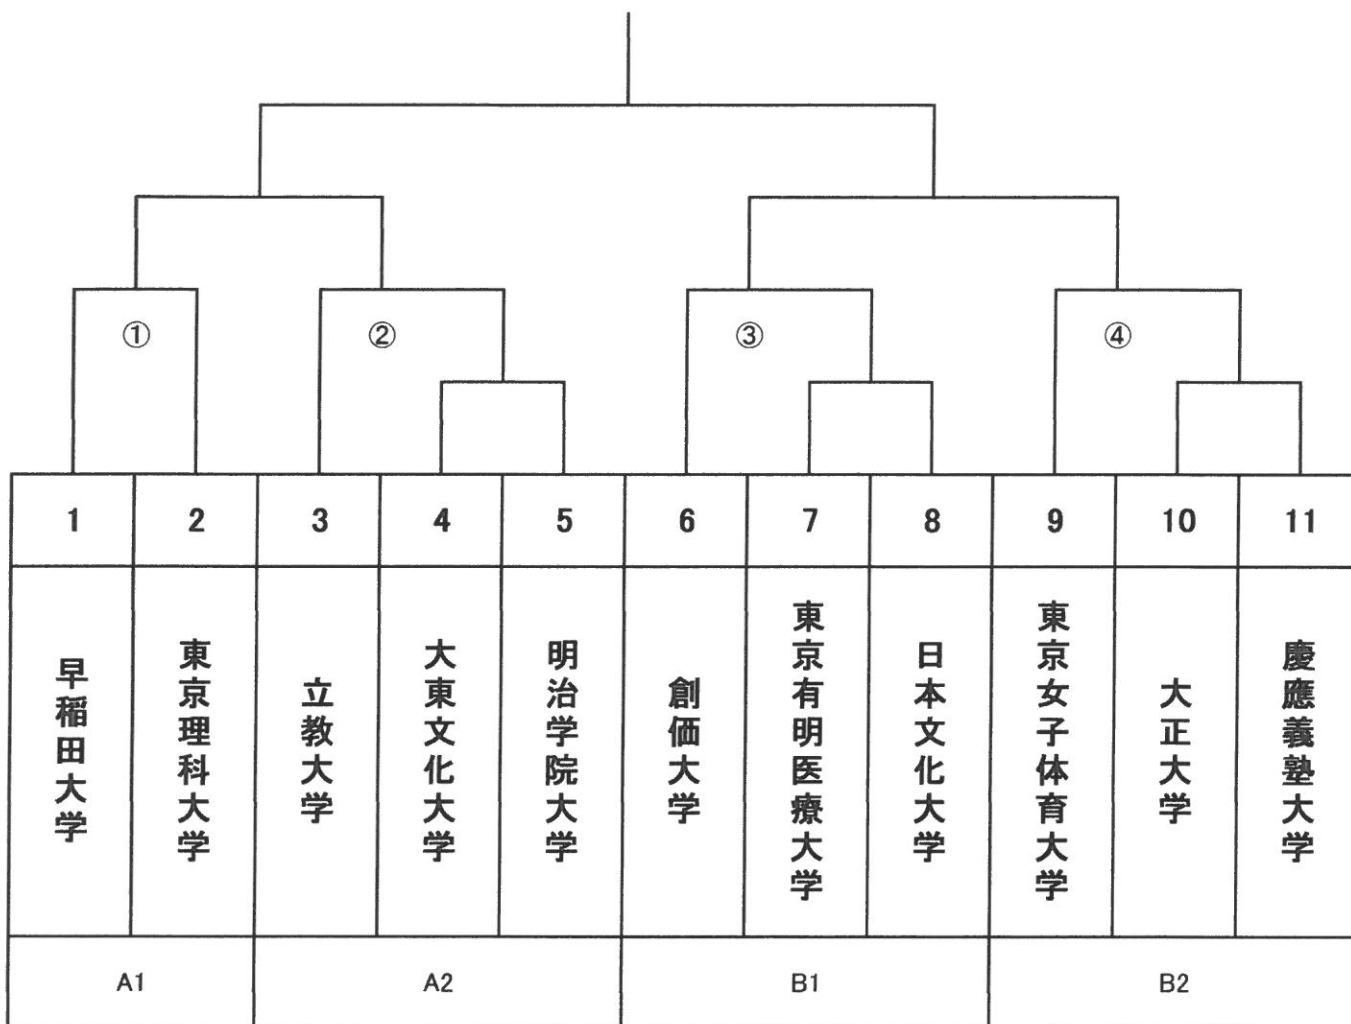 ① ② ③ ④
1 2 3 4 5 6 7 8 9 10 11
早稲田大学
東京理科大学
立教大学
大東文化大学
明治学院大学
創価大学
東京有明医療大学
日本文化大学
東京女子体育大学
大正大学
慶應義塾大学
A1 A2 B1 B2